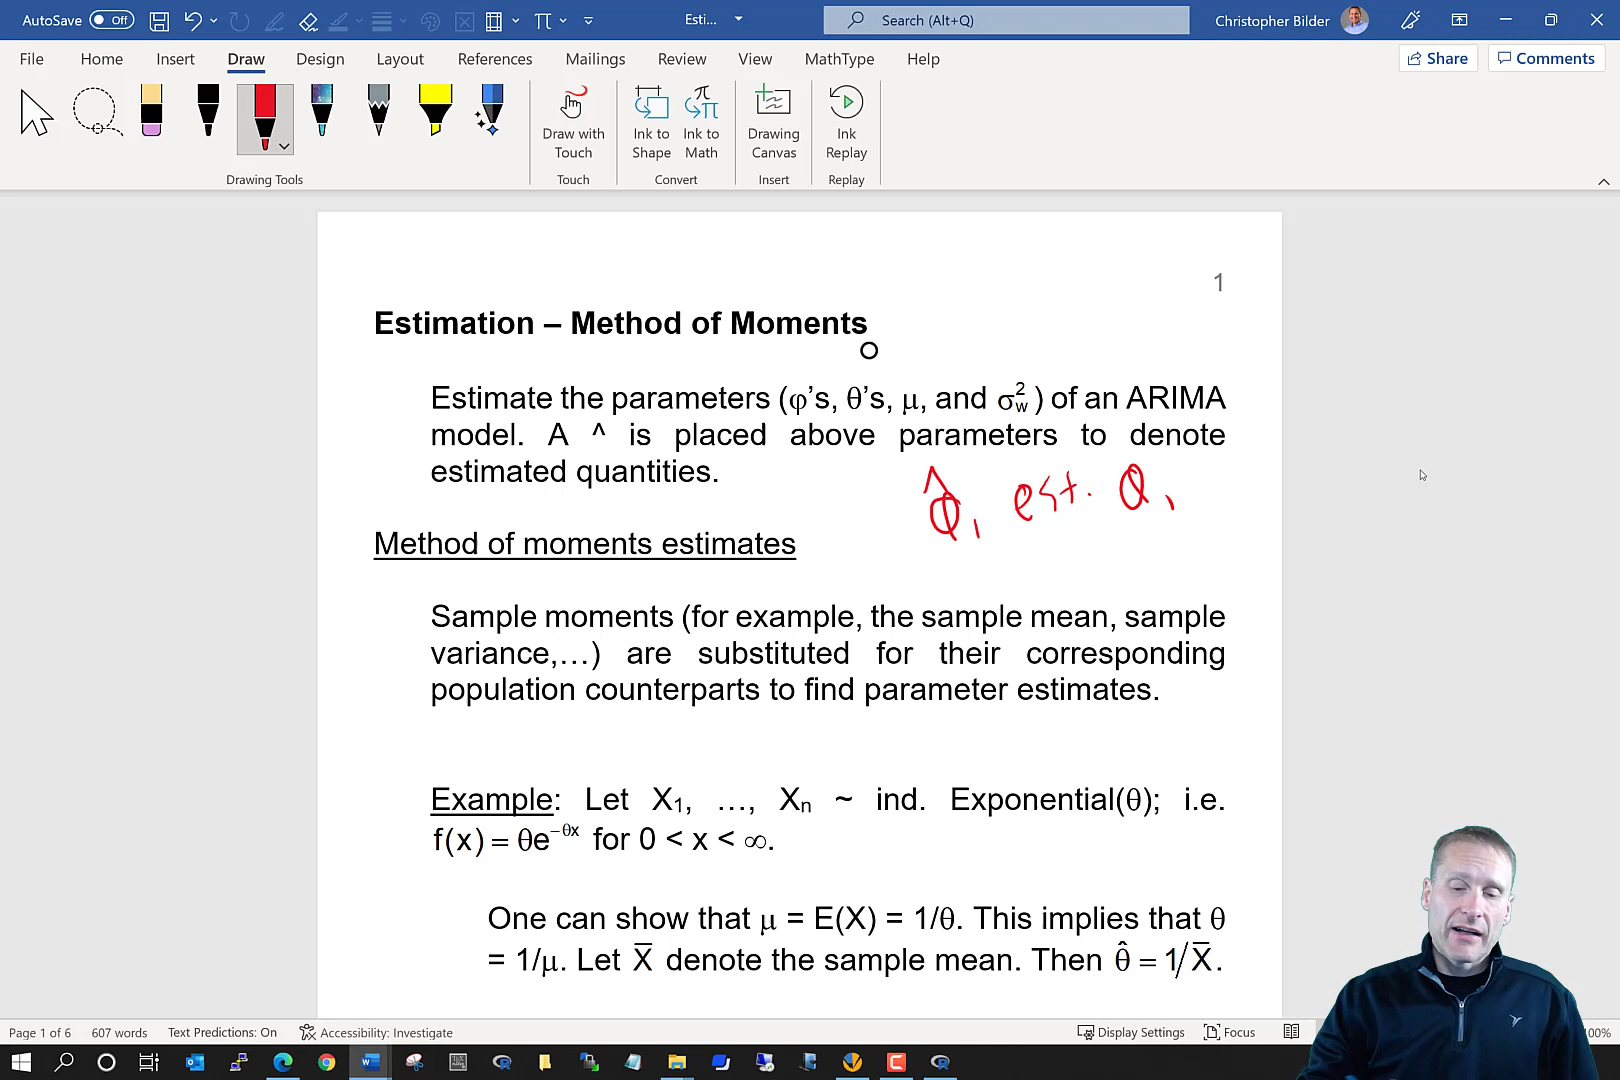 AutoSave Off Esti... Search (Alt+Q) Christopher Bilder
File Home Insert Draw Design Layout References Mailings Review View MathType Help Share Comments
Draw with Touch
Ink to Shape
Ink to Math
Drawing Canvas
Ink Replay
Drawing Tools Touch Convert Insert Replay
1
Estimation – Method of Moments
Estimate the parameters (φ's, θ's, μ, and σ²w) of an ARIMA
model. A ^ is placed above parameters to denote
estimated quantities.
φ̂₁ est. φ₁
Method of moments estimates
Sample moments (for example, the sample mean, sample
variance,…) are substituted for their corresponding
population counterparts to find parameter estimates.
Example: Let X₁, …, Xₙ ~ ind. Exponential(θ); i.e.
f(x) = θe^(−θx) for 0 < x < ∞.
One can show that μ = E(X) = 1/θ. This implies that θ
= 1/μ. Let X̅ denote the sample mean. Then θ̂ = 1/X̅.
Page 1 of 6 607 words Text Predictions: On Accessibility: Investigate Display Settings Focus 100%